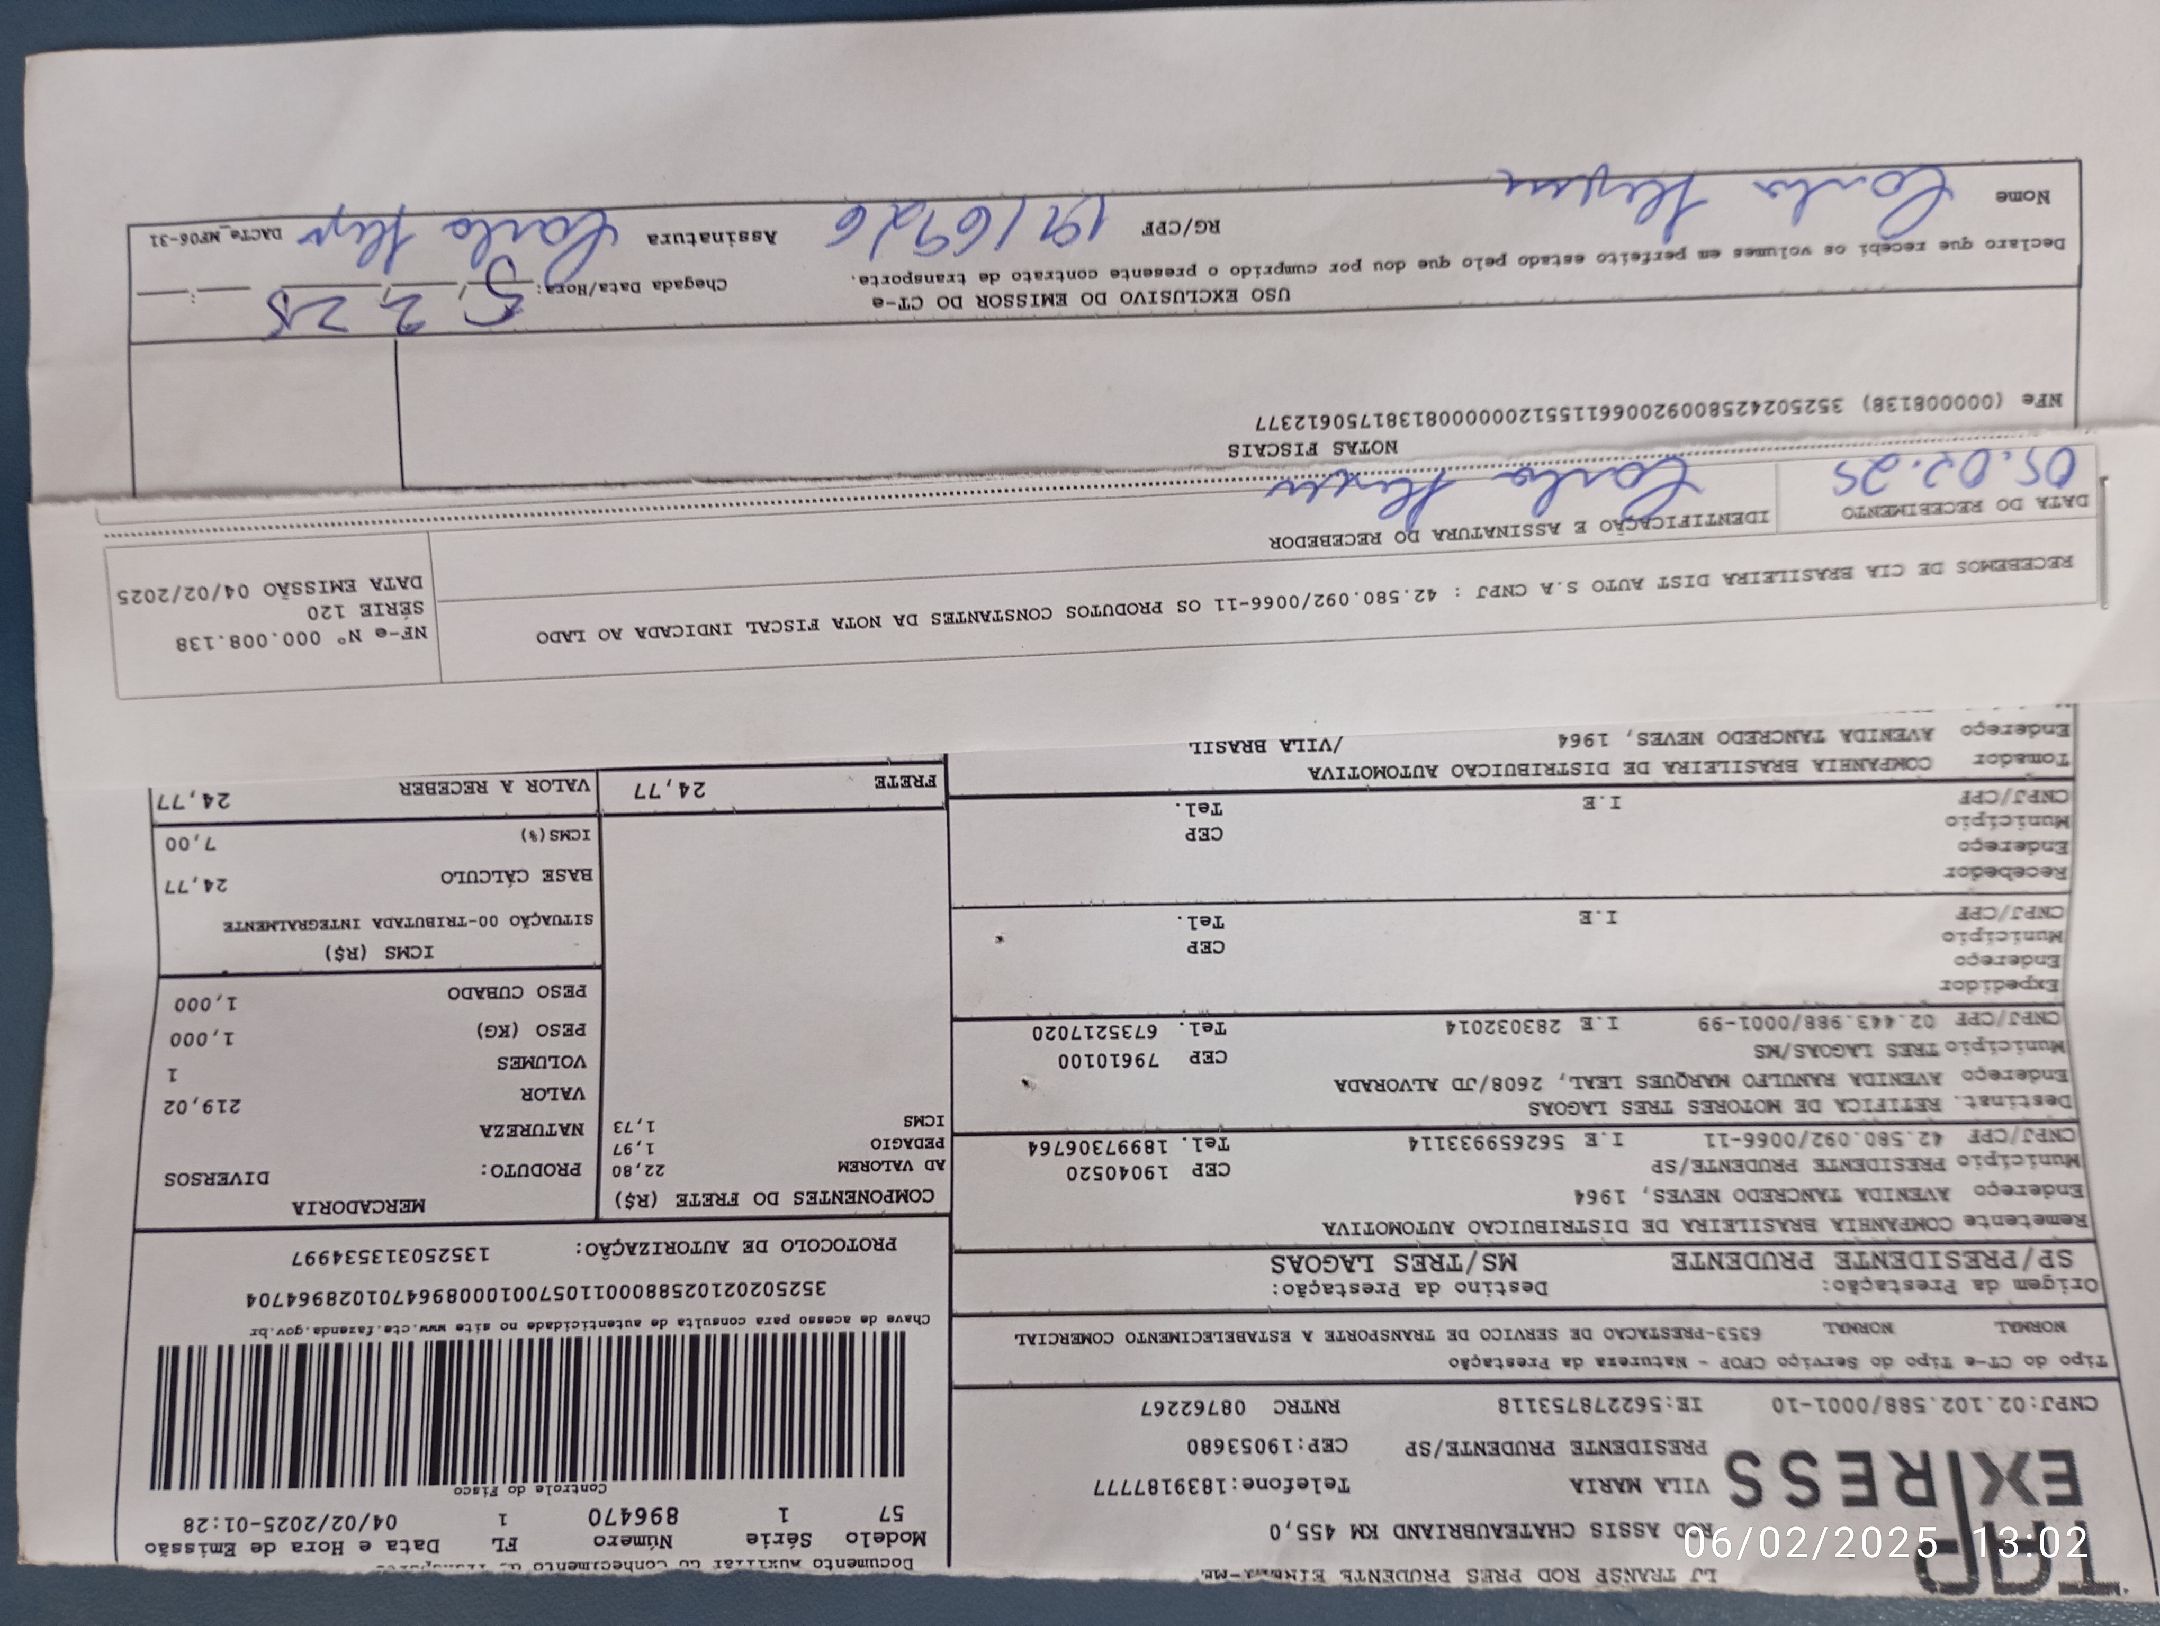 LJ TRANSP ROD PRES PRUDENTE
ROD ASSIS CHATEAUBRIAND KM 455,0
VILA MARIA Telefone:1839187777
EXPRESS
PRESIDENTE PRUDENTE/SP CEP:19053680
CNPJ:02.102.588/0001-10 IE:562278753118 RNTRC 08762267
Documento Auxiliar do Conhecimento de
Modelo Série Número FL Data e Hora de Emissão
57 1 896470 1 04/02/2025-01:28
Controle do Fisco
Chave de acesso para consulta de autenticidade no site www.cte.fazenda.gov.br
35250202102588000110570010008964701028964704
PROTOCOLO DE AUTORIZAÇÃO: 135250313534997
Tipo do CT-e Tipo do Serviço CFOP - Natureza da Prestação
NORMAL NORMAL 6353-PRESTACAO DE SERVICO DE TRANSPORTE A ESTABELECIMENTO COMERCIAL
Origem da Prestação: Destino da Prestação:
SP/PRESIDENTE PRUDENTE MS/TRES LAGOAS
Remetente COMPANHIA BRASILEIRA DE DISTRIBUICAO AUTOMOTIVA
Endereço AVENIDA TANCREDO NEVES, 1964
Município PRESIDENTE PRUDENTE/SP CEP 19040520
CNPJ/CPF 42.580.092/0066-11 I.E 562659933114 Tel. 18997306764
Destinat. RETIFICA DE MOTORES TRES LAGOAS
Endereço AVENIDA RANULFO MARQUES LEAL, 2608/JD ALVORADA
Município TRES LAGOAS/MS CEP 79610100
CNPJ/CPF 02.443.988/0001-99 I.E 283032014 Tel. 6735217020
Expedidor
Endereço
Município CEP
CNPJ/CPF I.E Tel.
Recebedor
Endereço
Município CEP
CNPJ/CPF I.E Tel.
Tomador COMPANHIA BRASILEIRA DE DISTRIBUICAO AUTOMOTIVA
Endereço AVENIDA TANCREDO NEVES, 1964 /VILA BRASIL
COMPONENTES DO FRETE (R$)
AD VALOREM 22,80
PEDAGIO 1,97
ICMS 1,73
FRETE 24,77
MERCADORIA
PRODUTO: DIVERSOS
NATUREZA
VALOR 219,02
VOLUMES 1
PESO (KG) 1,000
PESO CUBADO 1,000
ICMS (R$)
SITUAÇÃO 00-TRIBUTADA INTEGRALMENTE
BASE CÁLCULO 24,77
ICMS(%) 7,00
VALOR A RECEBER 24,77
RECEBEMOS DE CIA BRASILEIRA DIST AUTO S.A CNPJ : 42.580.092/0066-11 OS PRODUTOS CONSTANTES DA NOTA FISCAL INDICADA AO LADO
NF-e Nº 000.008.138
SÉRIE 120
DATA EMISSÃO 04/02/2025
DATA DO RECEBIMENTO IDENTIFICAÇÃO E ASSINATURA DO RECEBEDOR
05.02.25 Carlos
NOTAS FISCAIS
NFe (000008138) 35250242580092006611551200000081381750612377
USO EXCLUSIVO DO EMISSOR DO CT-e
Declaro que recebi os volumes em perfeito estado pelo que dou por cumprido o presente contrato de transporte.
Chegada Data/Hora: 5 2 25
Nome Carlos RG/CPF Assinatura Carlos DACTe_MF06-31
06/02/2025 13:02